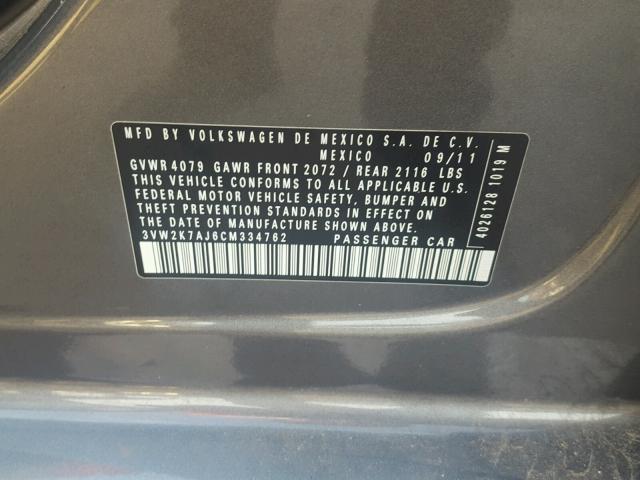 MFD BY VOLKSWAGEN DE MEXICO S.A. DE C.V.
MEXICO 09/11
GVWR 4079 GAWR FRONT 2072 / REAR 2116 LBS
THIS VEHICLE CONFORMS TO ALL APPLICABLE U.S.
FEDERAL MOTOR VEHICLE SAFETY, BUMPER AND
THEFT PREVENTION STANDARDS IN EFFECT ON
THE DATE OF MANUFACTURE SHOWN ABOVE.
3VW2K7AJ6CM334762 PASSENGER CAR
4026128 1019 M